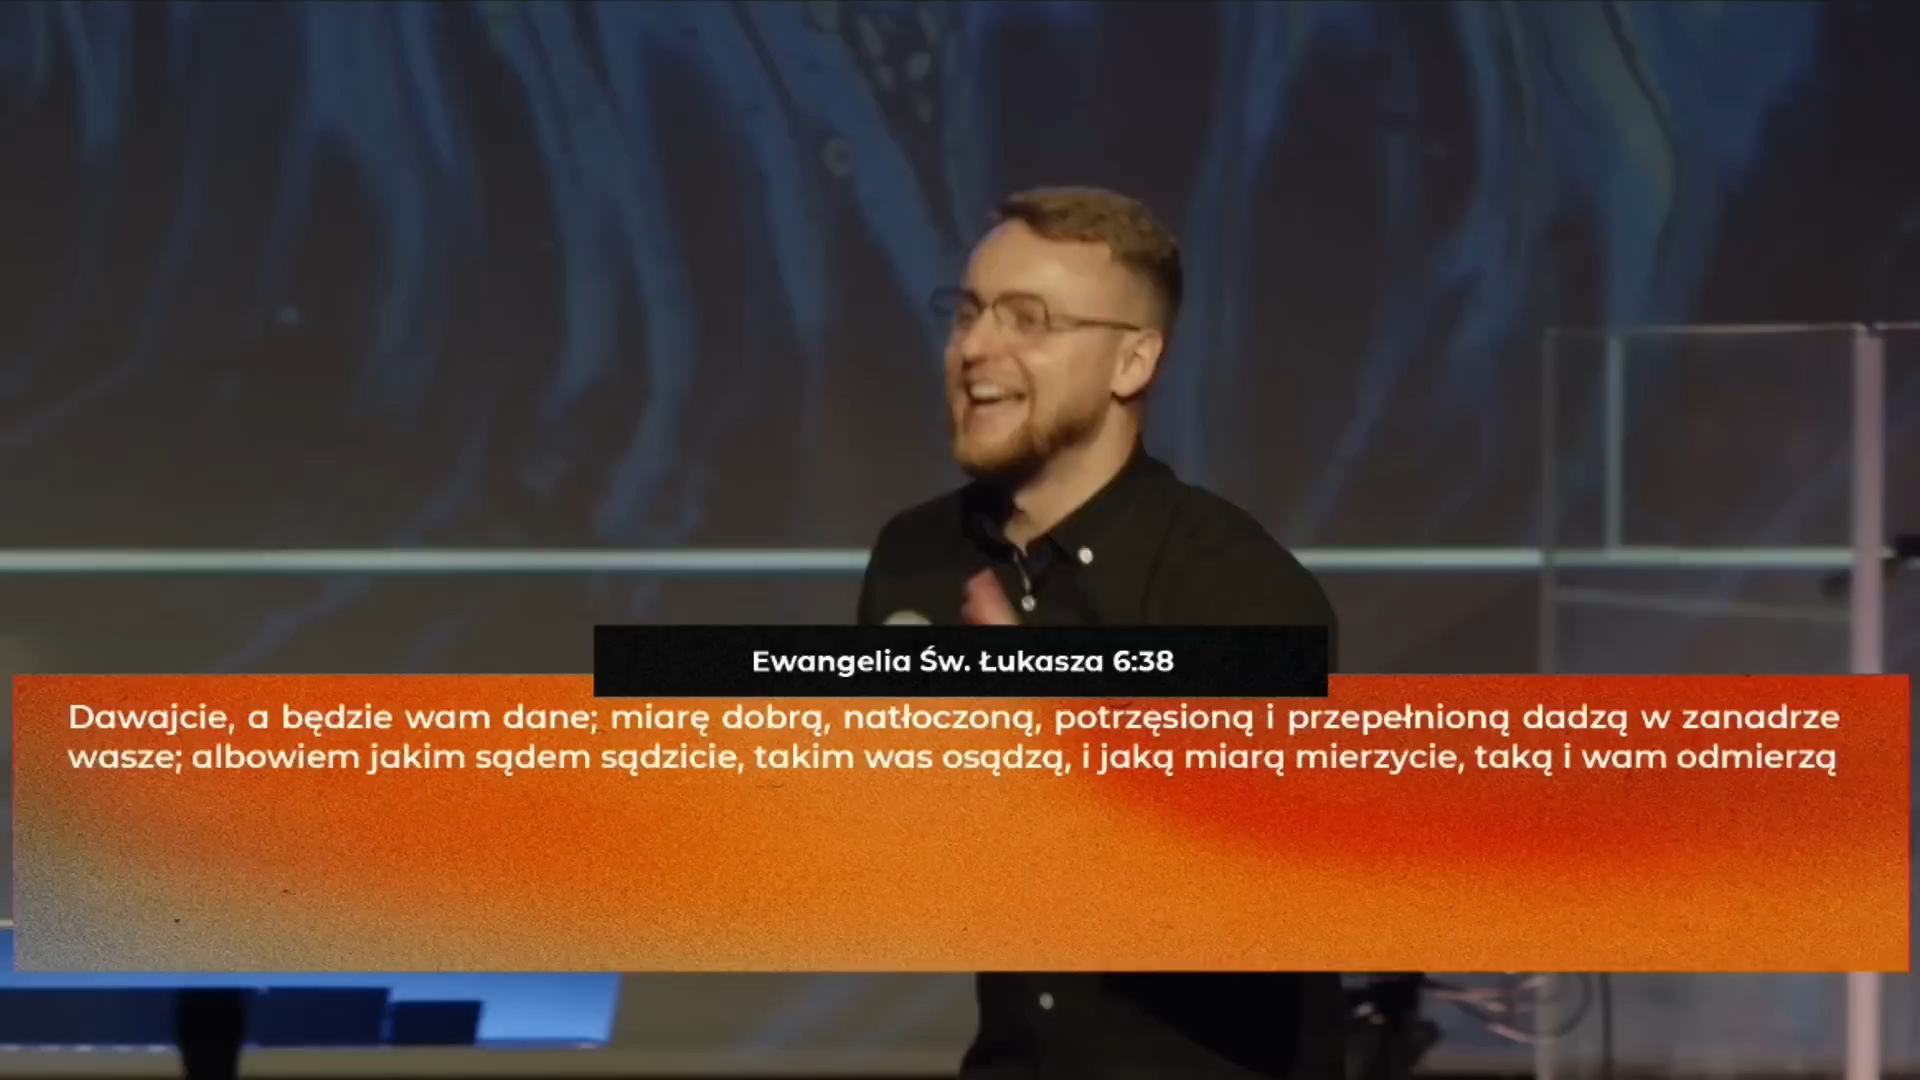 Ewangelia Św. Łukasza 6:38
Dawajcie, a będzie wam dane; miarę dobrą, natłoczoną, potrzęsioną i przepełnioną dadzą w zanadrze
wasze; albowiem jakim sądem sądzicie, takim was osądzą, i jaką miarą mierzycie, taką i wam odmierzą